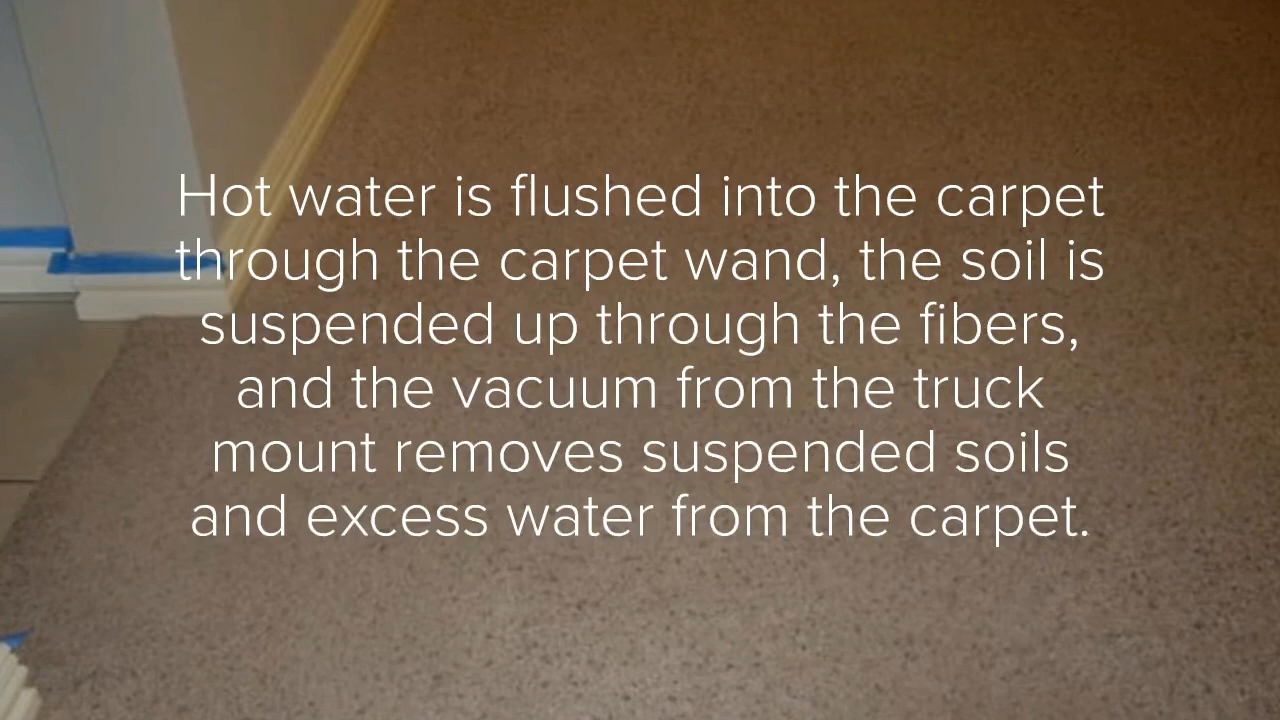 Hot water is flushed into the carpet
through the carpet wand, the soil is
suspended up through the fibers,
and the vacuum from the truck
mount removes suspended soils
and excess water from the carpet.